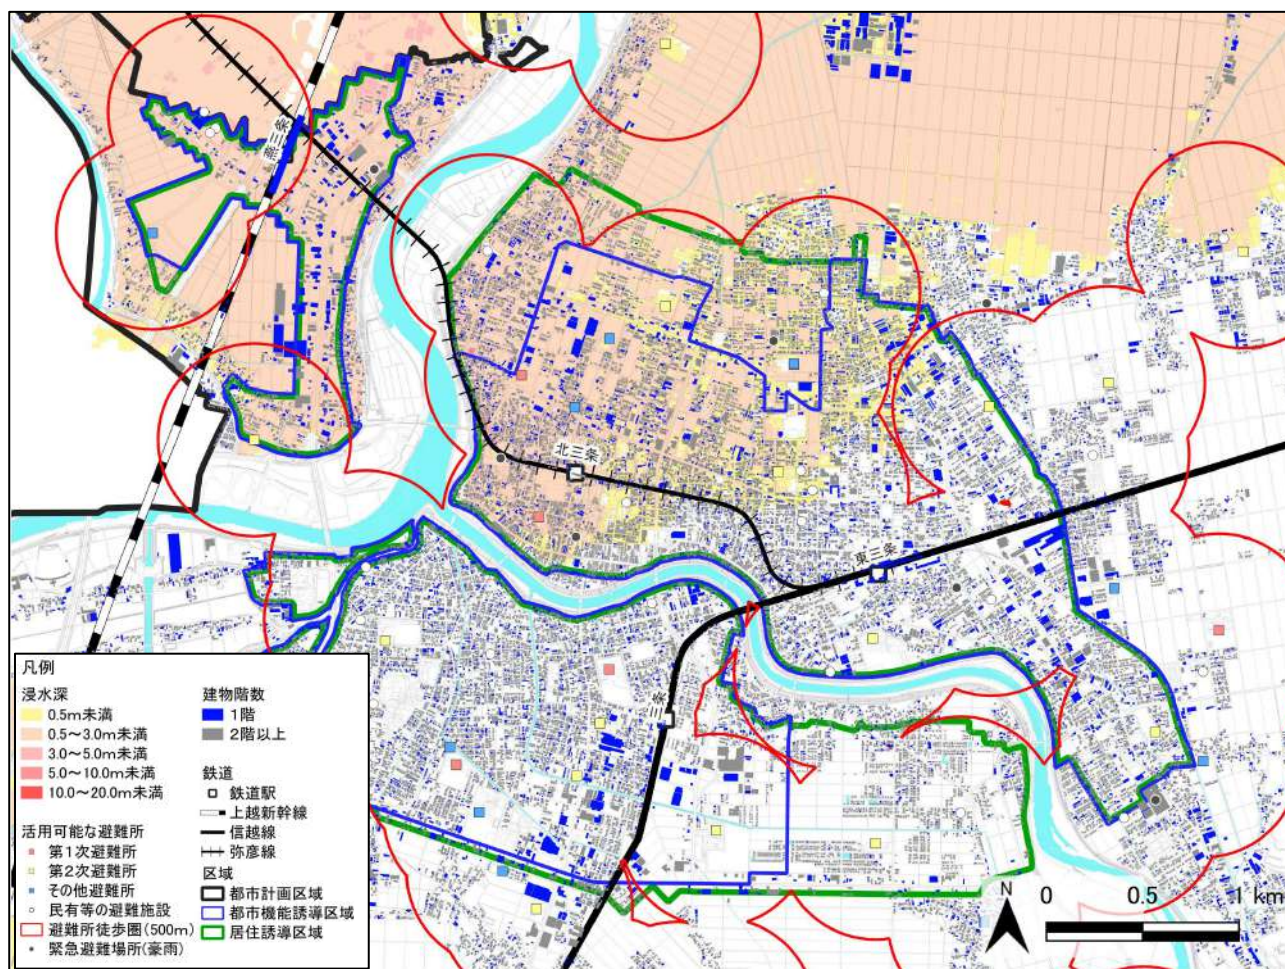 燕三条
北三条
東三条
三条
凡例
浸水深
0.5m未満
0.5~3.0m未満
3.0~5.0m未満
5.0~10.0m未満
10.0~20.0m未満
活用可能な避難所
第1次避難所
第2次避難所
その他避難所
民有等の避難施設
避難所徒歩圏(500m)
緊急避難場所(豪雨)
建物階数
1階
2階以上
鉄道
鉄道駅
上越新幹線
信越線
弥彦線
区域
都市計画区域
都市機能誘導区域
居住誘導区域
N
0 0.5 1 km